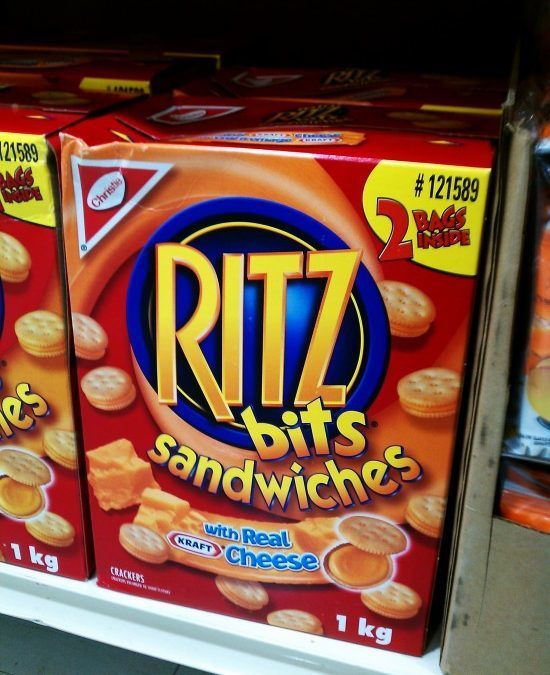 121589
BAGS
INSIDE
Christie
#121589
2 BAGS
INSIDE
RITZ
bits
sandwiches
with Real
KRAFT Cheese
CRACKERS
1 kg
1 kg
RITZ